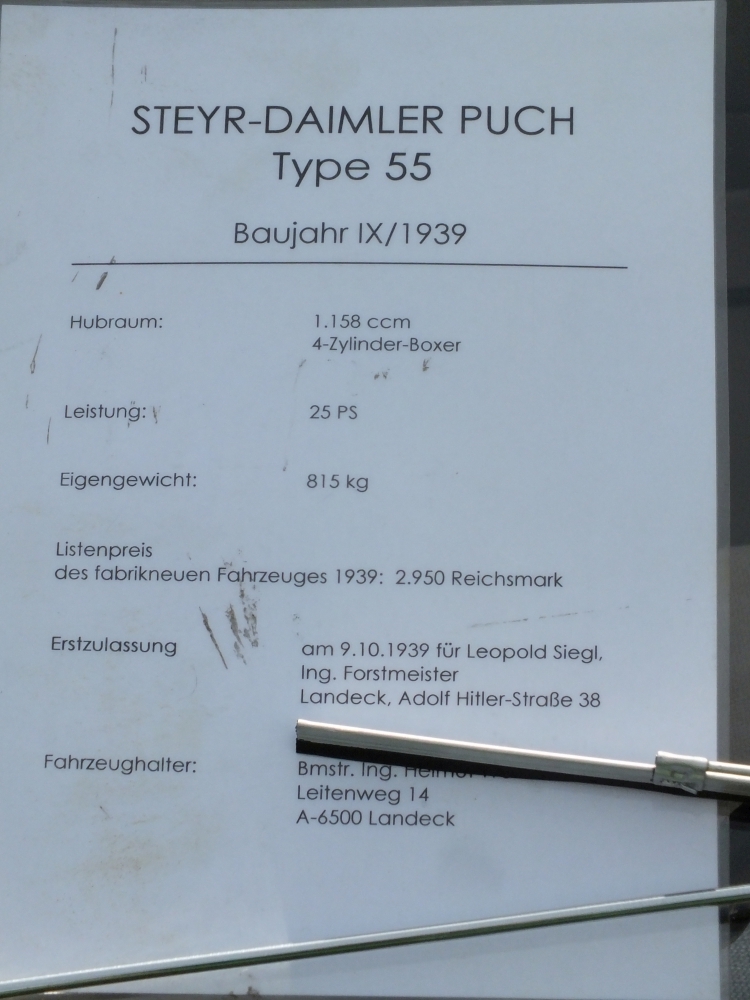 STEYR-DAIMLER PUCH
Type 55
Baujahr IX/1939
Hubraum: 1.158 ccm
4-Zylinder-Boxer
Leistung: 25 PS
Eigengewicht: 815 kg
Listenpreis
des fabrikneuen Fahrzeuges 1939: 2.950 Reichsmark
Erstzulassung am 9.10.1939 für Leopold Siegl,
Ing. Forstmeister
Landeck, Adolf Hitler-Straße 38
Fahrzeughalter: Bmstr. Ing. Helmut
Leitenweg 14
A-6500 Landeck